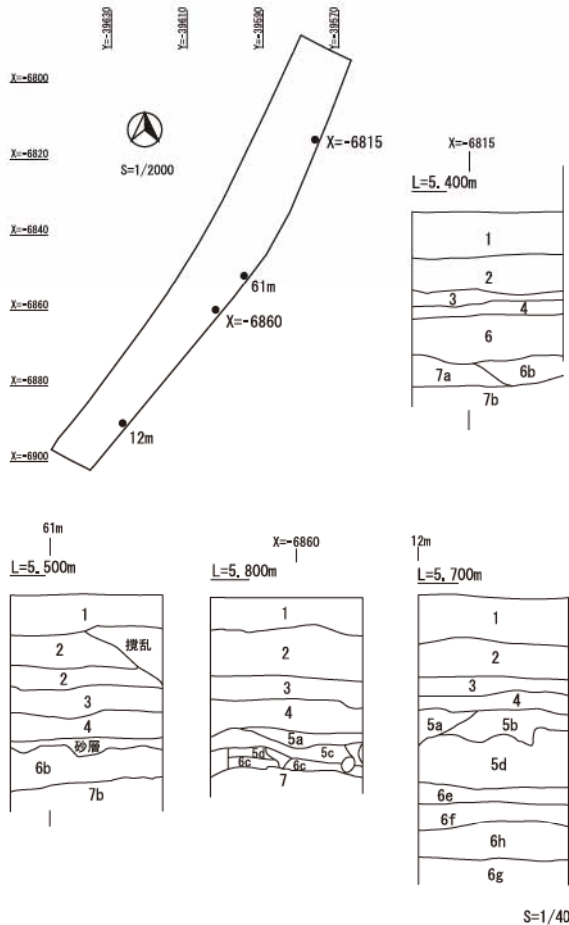 Y=-39630
Y=-39610
Y=-39590
Y=-39570
X=-6800
X=-6820
X=-6840
X=-6860
X=-6880
X=-6900
S=1/2000
X=-6815
61m
X=-6860
12m
X=-6815
L=5.400m
1
2
3
4
6
7a
6b
7b
61m
L=5.500m
1
2
撹乱
2
3
4
砂層
6b
7b
X=-6860
L=5.800m
1
2
3
4
5a
5d
5c
6c
6c
7
12m
L=5.700m
1
2
3
4
5a
5b
5d
6e
6f
6h
6g
S=1/40